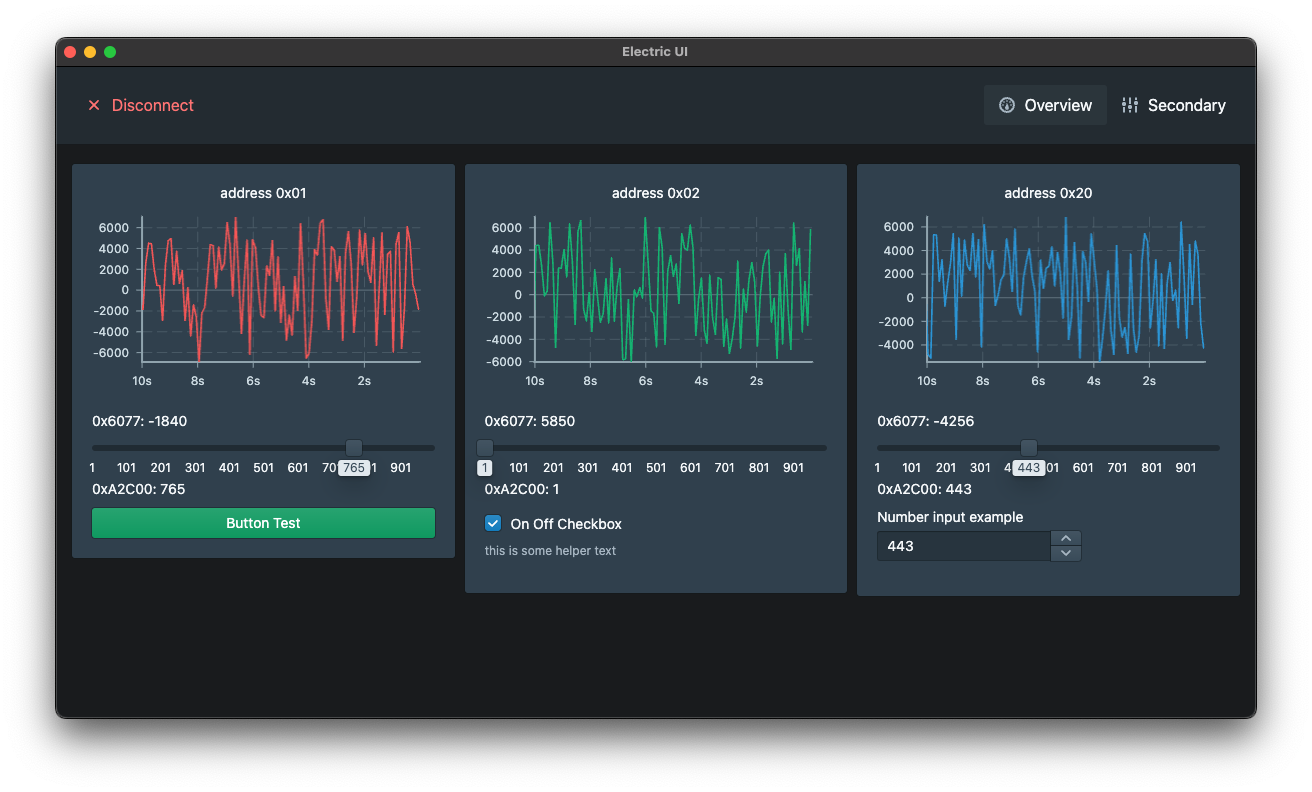 Electric UI
Disconnect
Overview
Secondary
address 0x01
6000
4000
2000
0
-2000
-4000
-6000
10s 8s 6s 4s 2s
0x6077: -1840
1 101 201 301 401 501 601 765 1 901
0xA2C00: 765
Button Test
address 0x02
6000
4000
2000
0
-2000
-4000
-6000
10s 8s 6s 4s 2s
0x6077: 5850
1 101 201 301 401 501 601 701 801 901
0xA2C00: 1
On Off Checkbox
this is some helper text
address 0x20
6000
4000
2000
0
-2000
-4000
10s 8s 6s 4s 2s
0x6077: -4256
1 101 201 301 4 443 01 601 701 801 901
0xA2C00: 443
Number input example
443